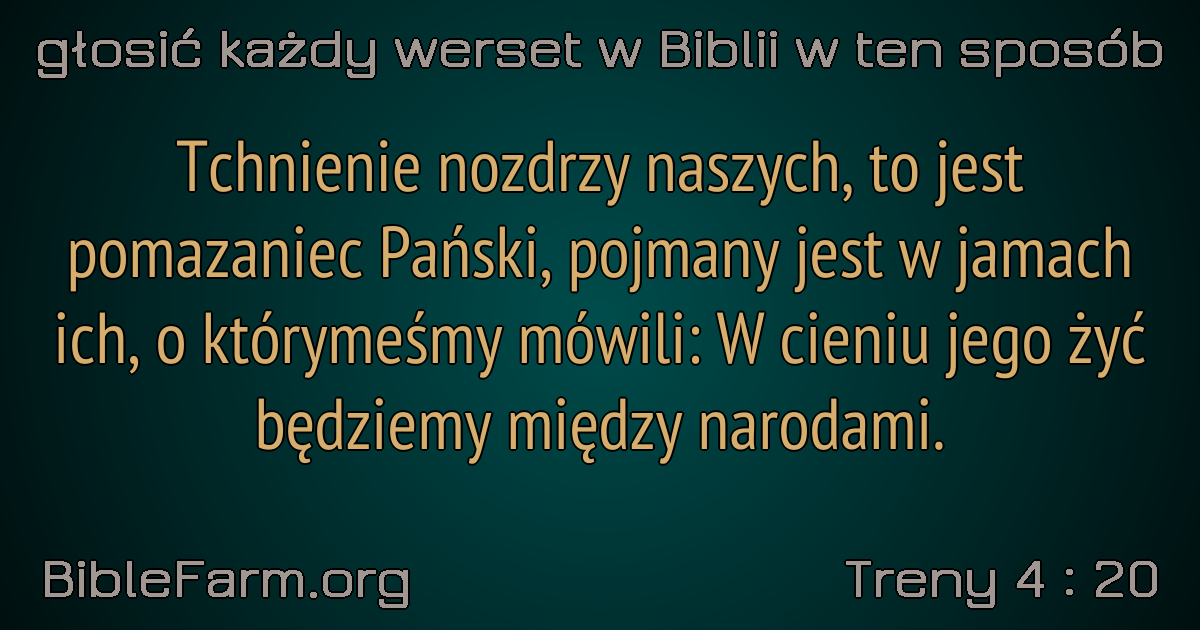 głosić każdy werset w Biblii w ten sposób
Tchnienie nozdrzy naszych, to jest
pomazaniec Pański, pojmany jest w jamach
ich, o którymeśmy mówili: W cieniu jego żyć
będziemy między narodami.
BibleFarm.org
Treny 4 : 20